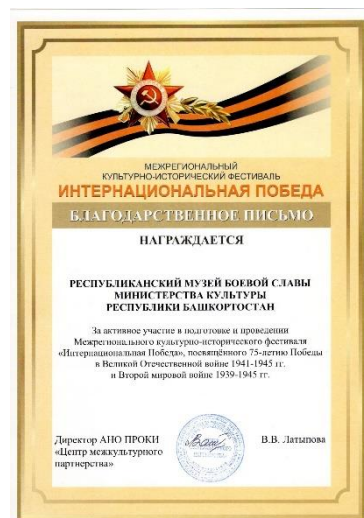 МЕЖРЕГИОНАЛЬНЫЙ
КУЛЬТУРНО-ИСТОРИЧЕСКИЙ ФЕСТИВАЛЬ
ИНТЕРНАЦИОНАЛЬНАЯ ПОБЕДА
БЛАГОДАРСТВЕННОЕ ПИСЬМО
НАГРАЖДАЕТСЯ
РЕСПУБЛИКАНСКИЙ МУЗЕЙ БОЕВОЙ СЛАВЫ
МИНИСТЕРСТВА КУЛЬТУРЫ
РЕСПУБЛИКИ БАШКОРТОСТАН
За активное участие в подготовке и проведении
Межрегионального культурно-исторического фестиваля
«Интернациональная Победа», посвящённого 75-летию Победы
в Великой Отечественной войне 1941-1945 гг.
и Второй мировой войне 1939-1945 гг.
Директор АНО ПРОКИ В.В. Латыпова
«Центр межкультурного
партнерства»